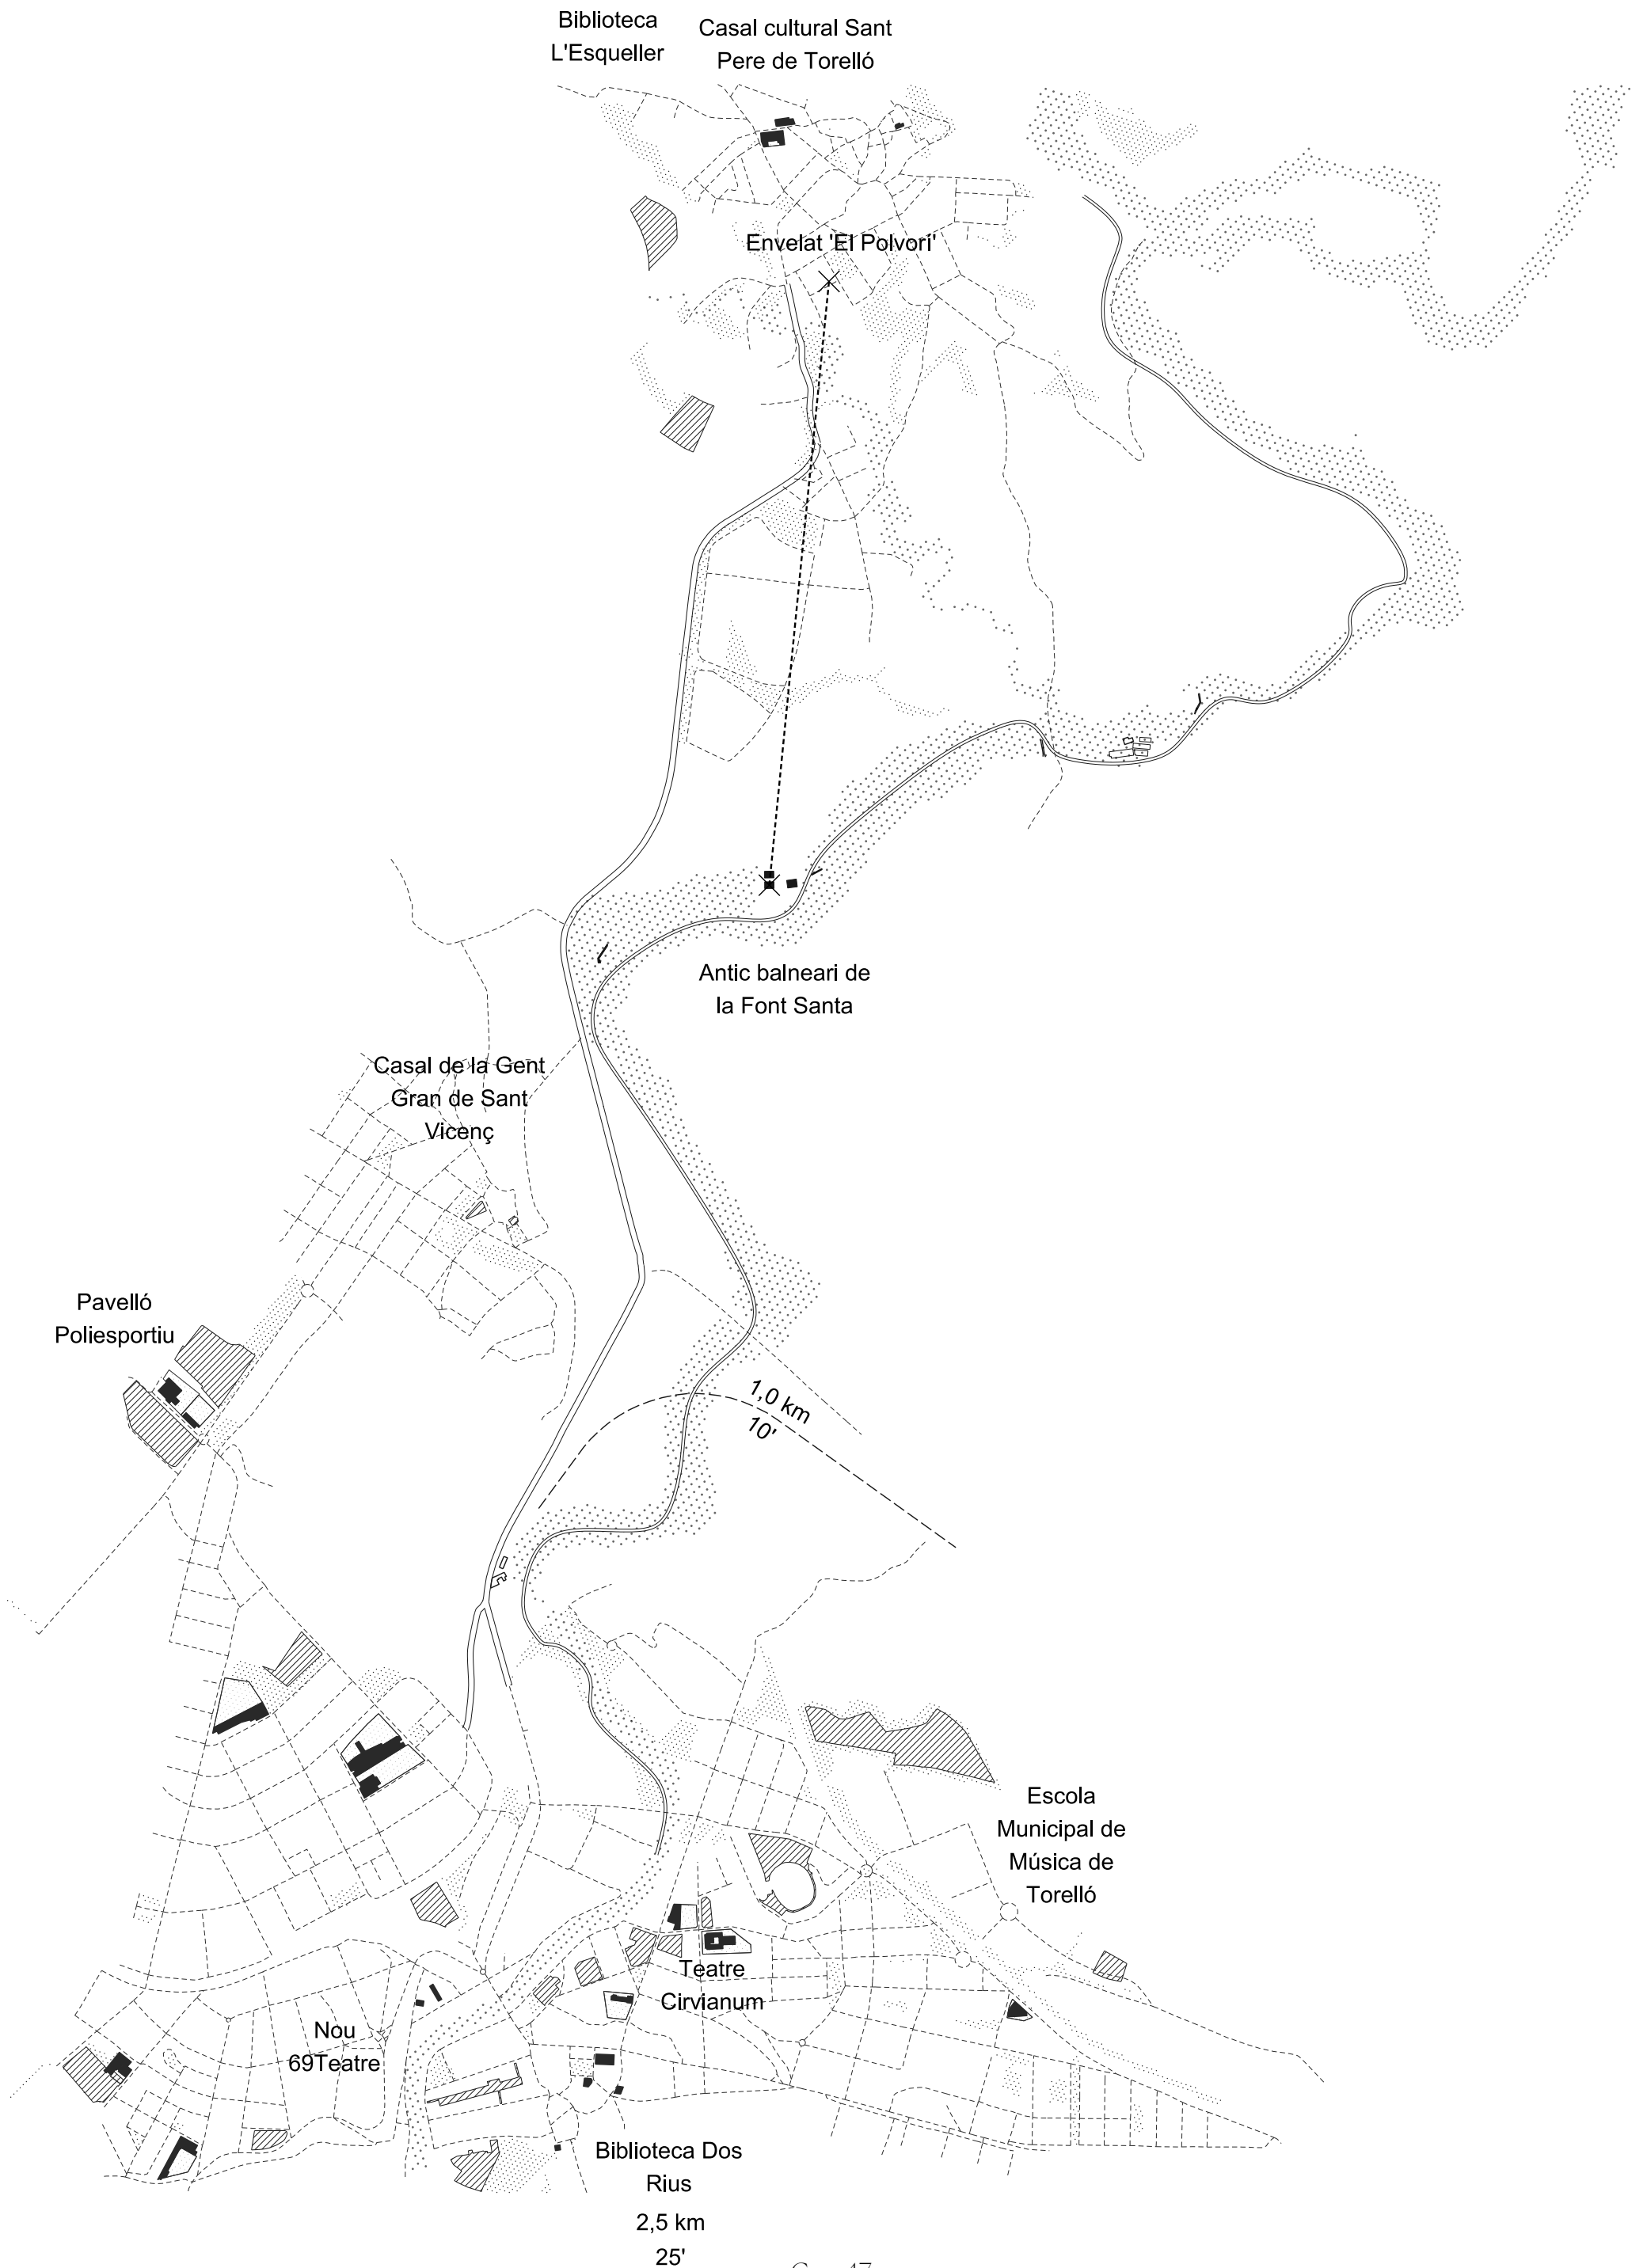 Biblioteca
L'Esqueller
Casal cultural Sant
Pere de Torelló
Envelat 'El Polvorí'
Antic balneari de
la Font Santa
Casal de la Gent
Gran de Sant
Vicenç
Pavelló
Poliesportiu
1,0 km
10'
Escola
Municipal de
Música de
Torelló
Teatre
Cirvianum
Nou
69Teatre
Biblioteca Dos
Rius
2,5 km
25'